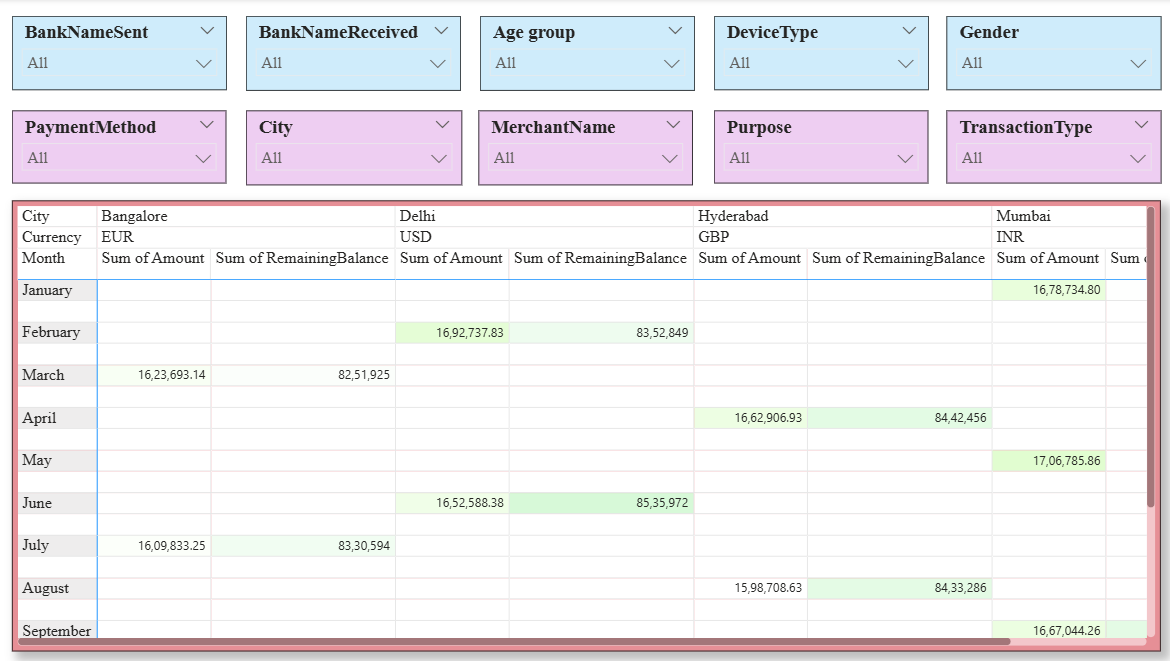 BankNameSent BankNameReceived Age group DeviceType Gender
All All All All All
PaymentMethod City MerchantName Purpose TransactionType
All All All All All
City Bangalore Delhi Hyderabad Mumbai
Currency EUR USD GBP INR
Month Sum of Amount Sum of RemainingBalance Sum of Amount Sum of RemainingBalance Sum of Amount Sum of RemainingBalance Sum of Amount Sum
January 16,78,734.80
February 16,92,737.83 83,52,849
March 16,23,693.14 82,51,925
April 16,62,906.93 84,42,456
May 17,06,785.86
June 16,52,588.38 85,35,972
July 16,09,833.25 83,30,594
August 15,98,708.63 84,33,286
September 16,67,044.26